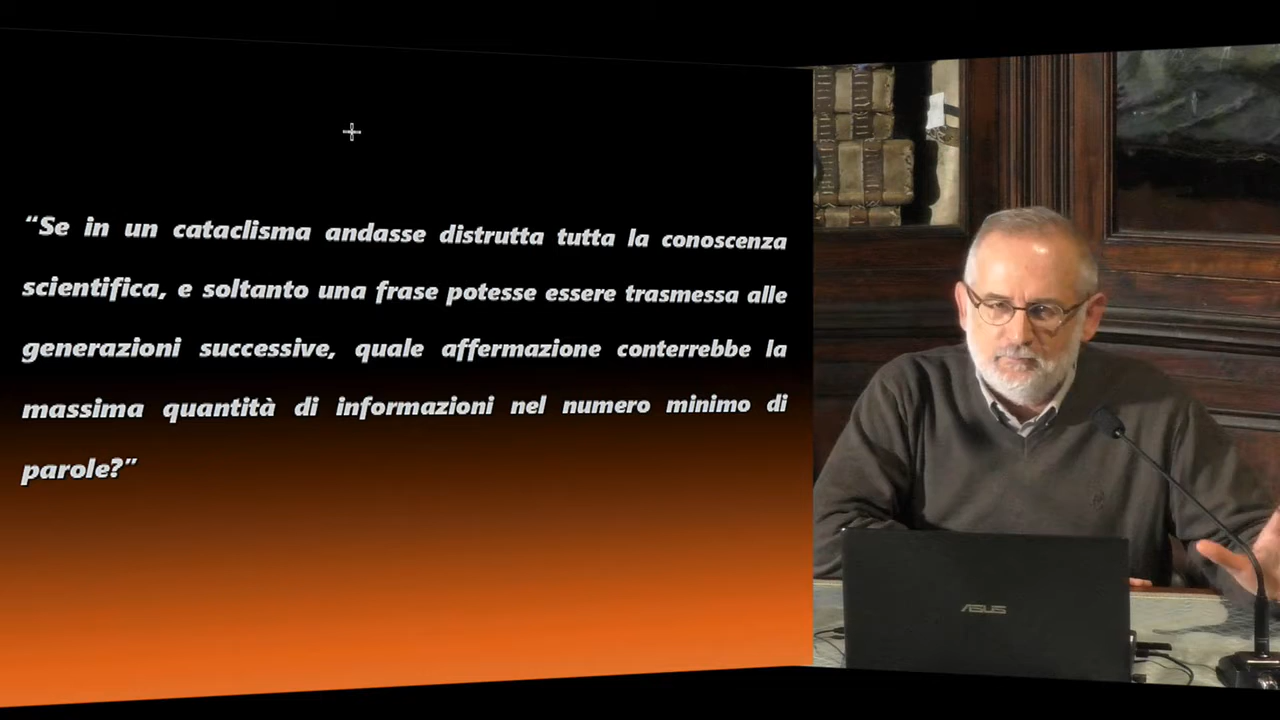 “Se in un cataclisma andasse distrutta tutta la conoscenza
scientifica, e soltanto una frase potesse essere trasmessa alle
generazioni successive, quale affermazione conterrebbe la
massima quantità di informazioni nel numero minimo di
parole?”
ASUS